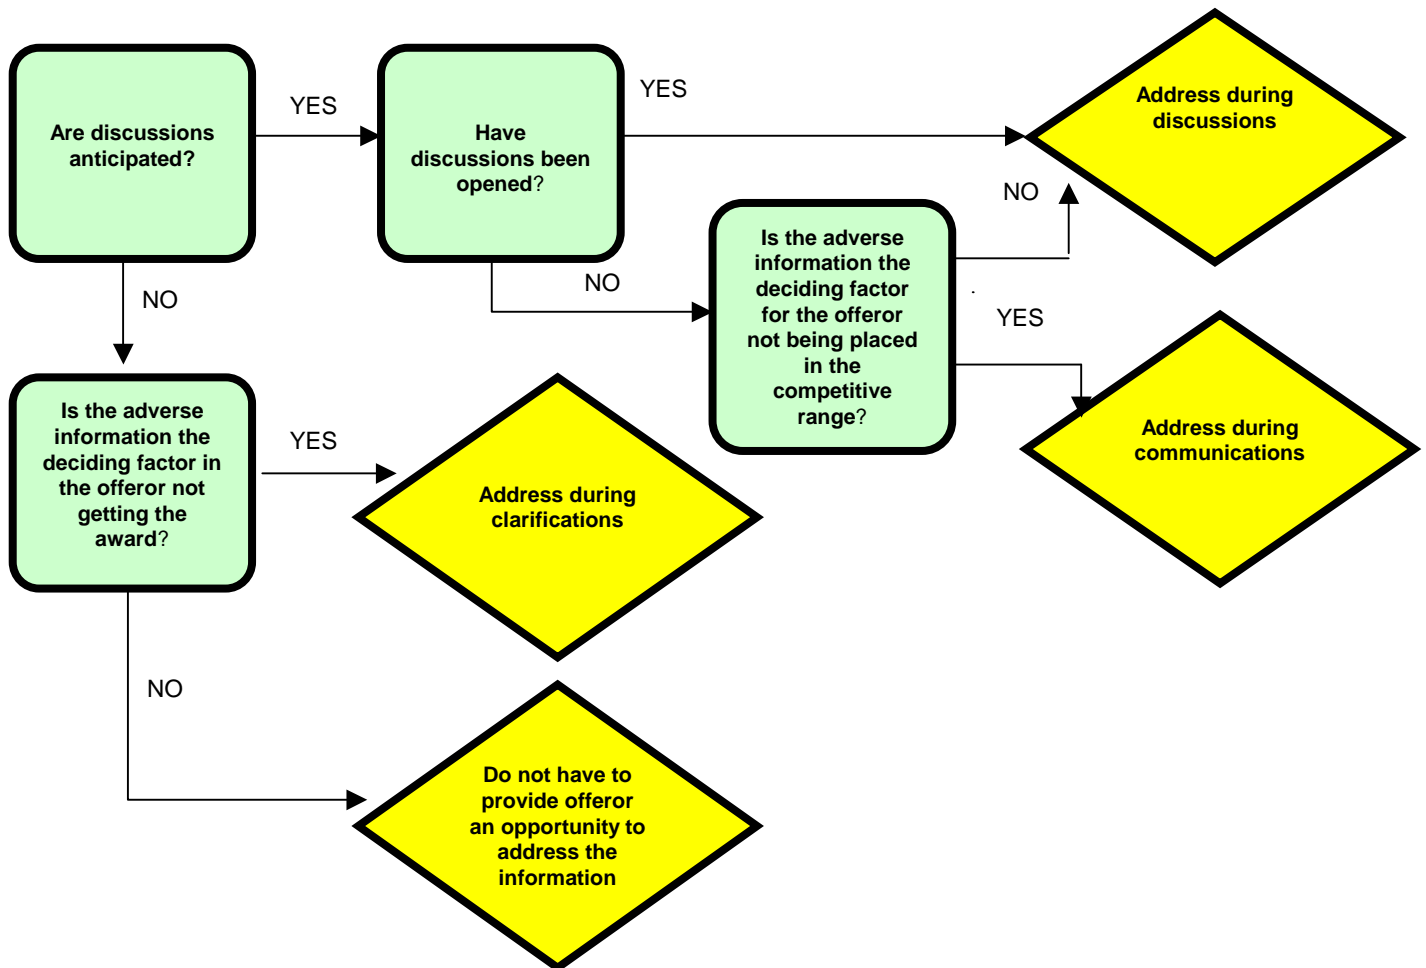 Are discussions
anticipated?
YES
Have
discussions been
opened?
YES
Address during
discussions
NO
NO
Is the adverse
information the
deciding factor
for the offeror
not being placed
in the
competitive
range?
NO
.
YES
Address during
communications
Is the adverse
information the
deciding factor in
the offeror not
getting the
award?
YES
Address during
clarifications
NO
Do not have to
provide offeror
an opportunity to
address the
information